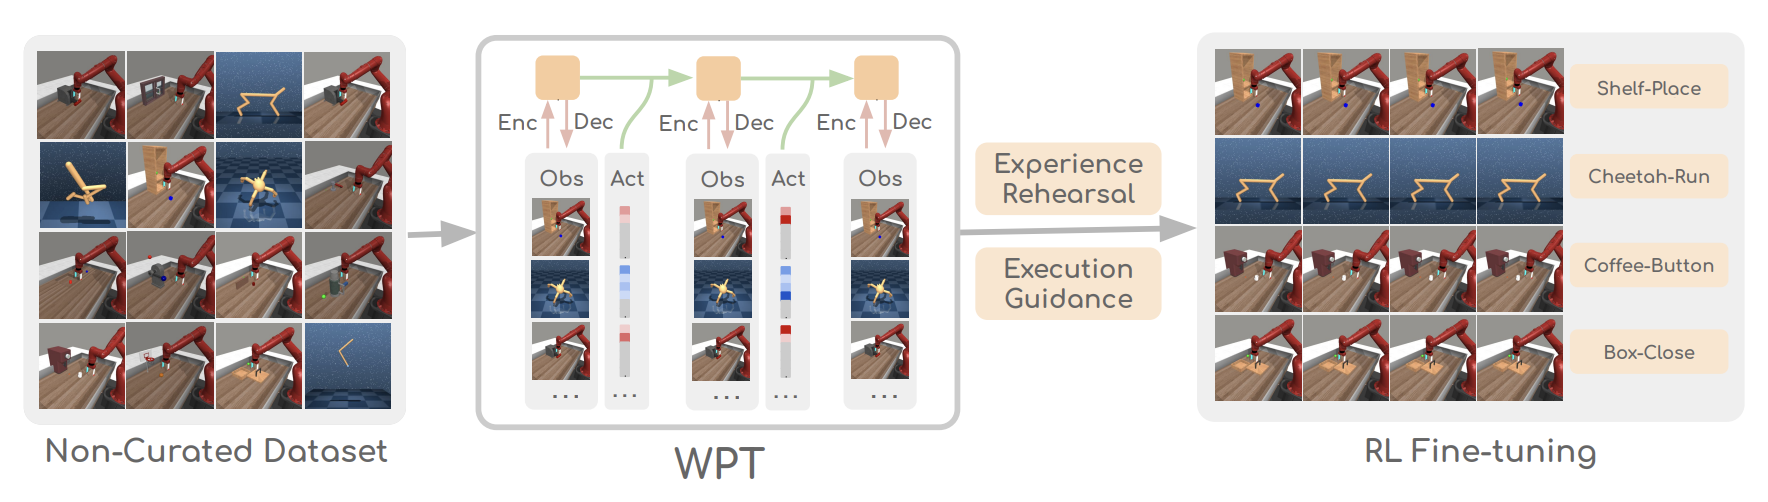 Enc
Dec
Enc
Dec
Enc
Dec
Obs
Act
Obs
Act
Obs
...
...
...
...
...
Non-Curated Dataset
WPT
Experience
Rehearsal
Execution
Guidance
Shelf-Place
Cheetah-Run
Coffee-Button
Box-Close
RL Fine-tuning